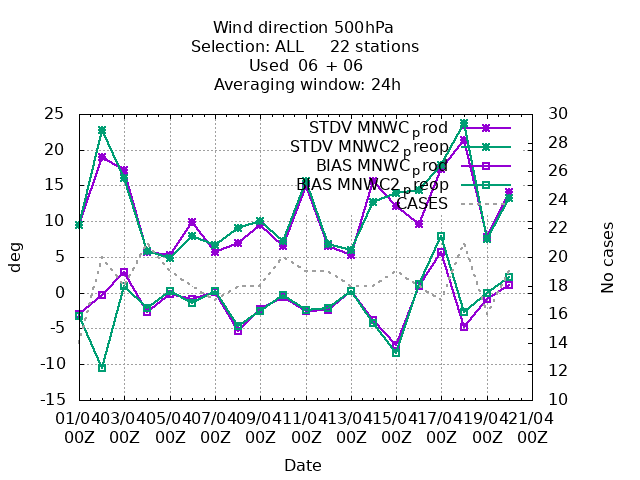 Wind direction 500hPa
Selection: ALL 22 stations
Used 06 + 06
Averaging window: 24h
STDV MNWC_prod
STDV MNWC2_preop
BIAS MNWC_prod
BIAS MNWC2_preop
CASES
25
20
15
10
5
0
-5
-10
-15
deg
30
28
26
24
22
20
18
16
14
12
10
No cases
01/04 03/04 05/04 07/04 09/04 11/04 13/04 15/04 17/04 19/04 21/04
00Z 00Z 00Z 00Z 00Z 00Z 00Z 00Z 00Z 00Z 00Z
Date